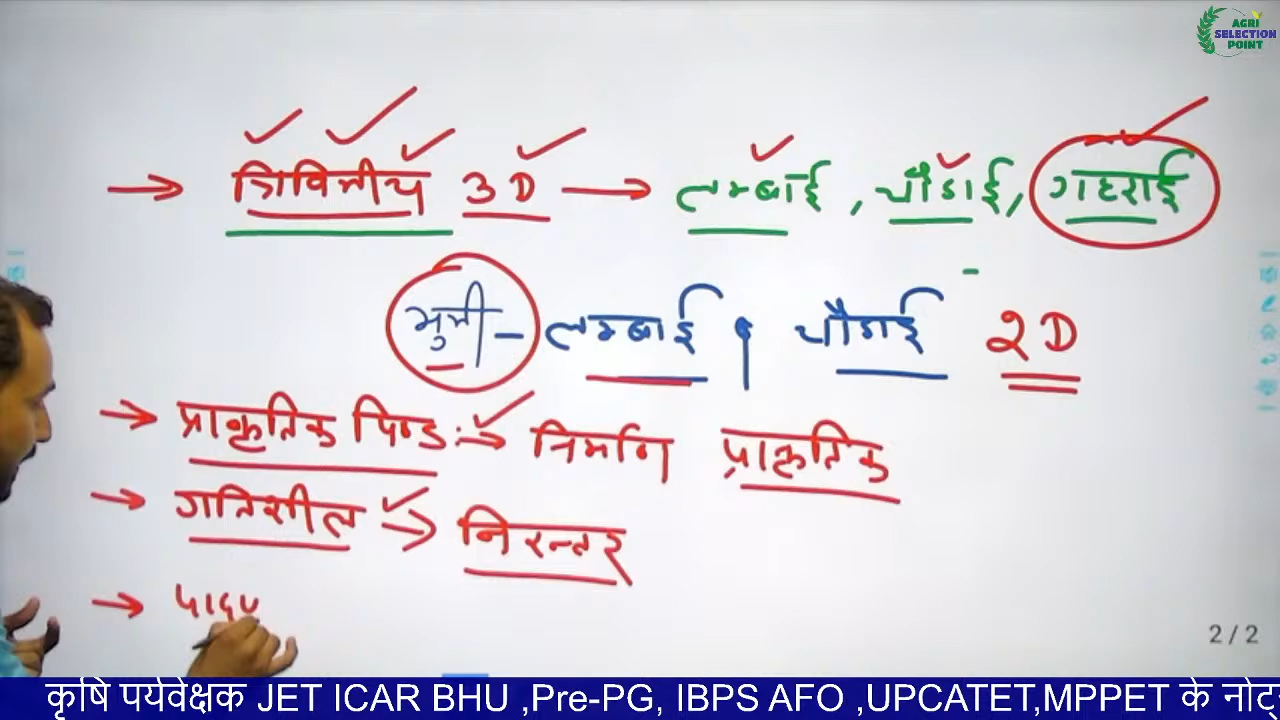 AGRI
SELECTION
POINT
→ त्रिविमीय 3D → लम्बाई, चौडाई, गहराई
भुमी - लम्बाई, चौडाई 2D
→ प्राकृतिक पिण्ड :→ निर्माण प्राकृतिक
→ गतिशील → निरन्तर
→ पादप
2 / 2
कृषि पर्यवेक्षक JET ICAR BHU ,Pre-PG, IBPS AFO ,UPCATET,MPPET के नोट्स